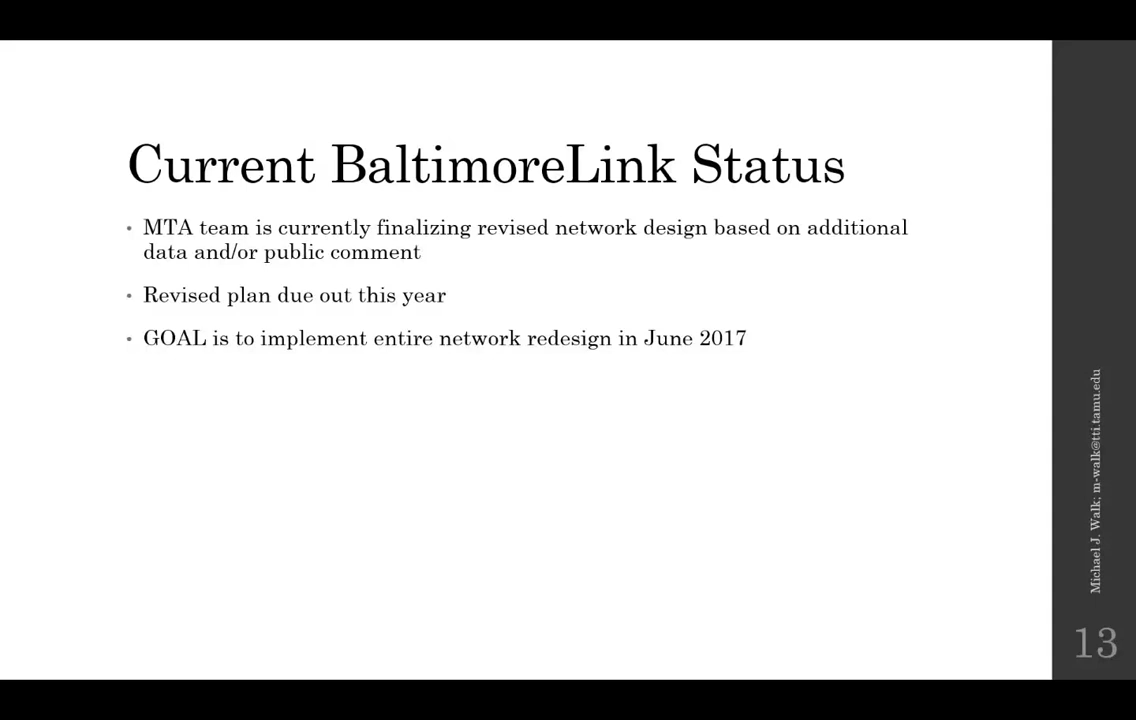 Current BaltimoreLink Status
• MTA team is currently finalizing revised network design based on additional
data and/or public comment
• Revised plan due out this year
• GOAL is to implement entire network redesign in June 2017
Michael J. Walk; m-walk@tti.tamu.edu
13